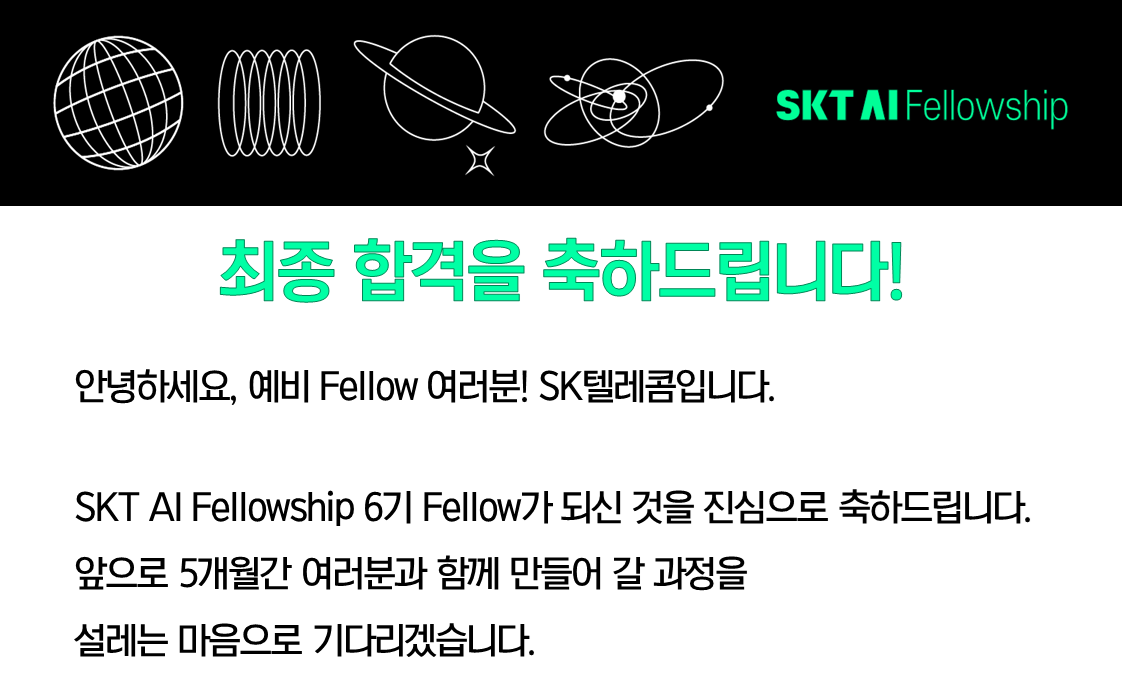 SKT AI Fellowship
최종 합격을 축하드립니다!
안녕하세요, 예비 Fellow 여러분! SK텔레콤입니다.
SKT AI Fellowship 6기 Fellow가 되신 것을 진심으로 축하드립니다.
앞으로 5개월간 여러분과 함께 만들어 갈 과정을
설레는 마음으로 기다리겠습니다.